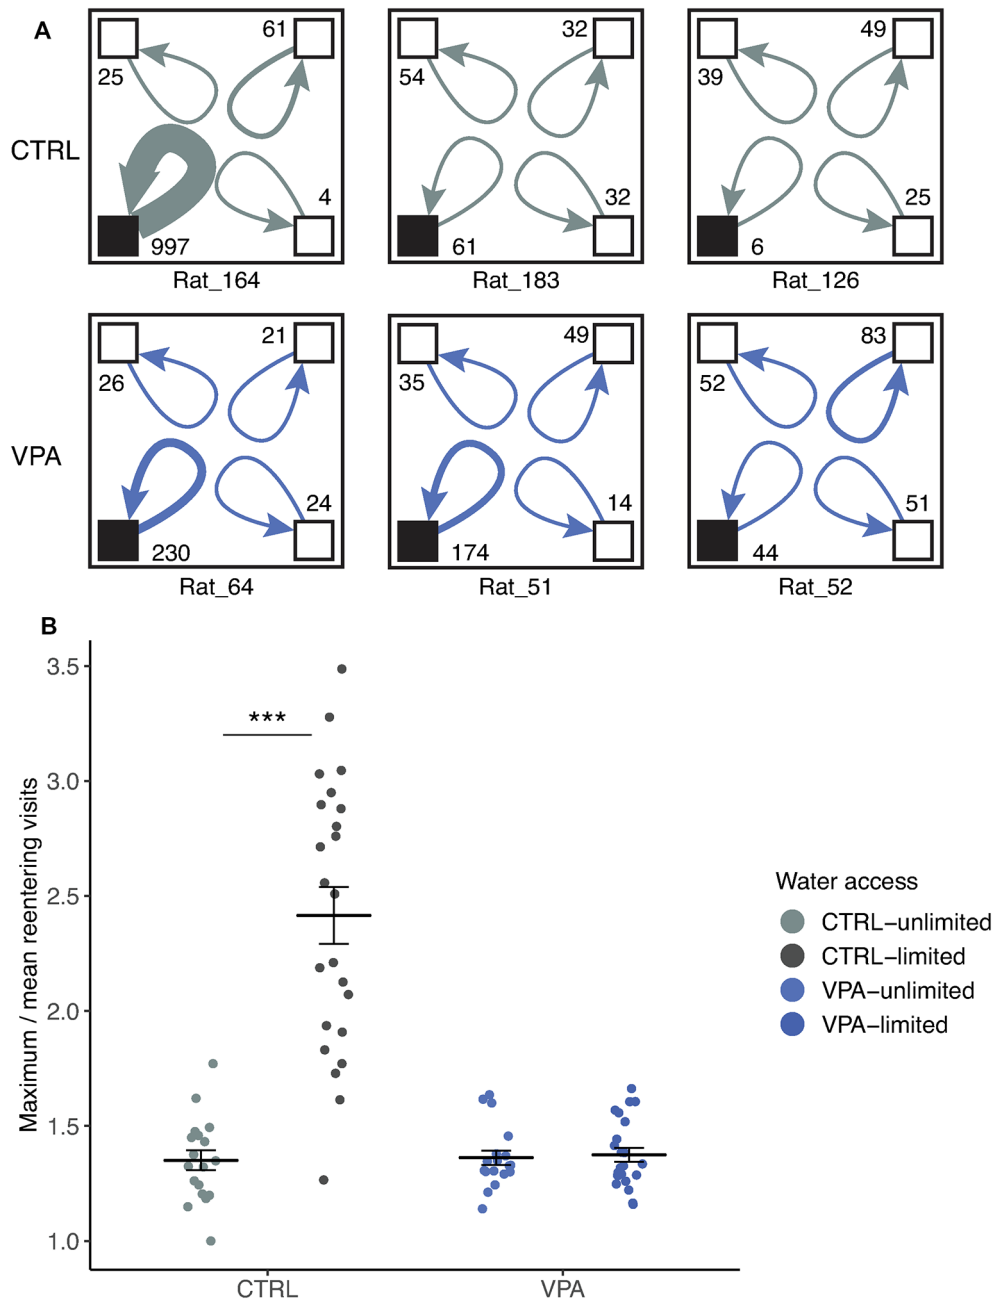 A
CTRL
25 61
997 4
Rat_164
54 32
61 32
Rat_183
39 49
6 25
Rat_126
VPA
26 21
230 24
Rat_64
35 49
174 14
Rat_51
52 83
44 51
Rat_52
B
Maximum / mean reentering visits
3.5
3.0
2.5
2.0
1.5
1.0
***
CTRL VPA
Water access
CTRL−unlimited
CTRL−limited
VPA−unlimited
VPA−limited